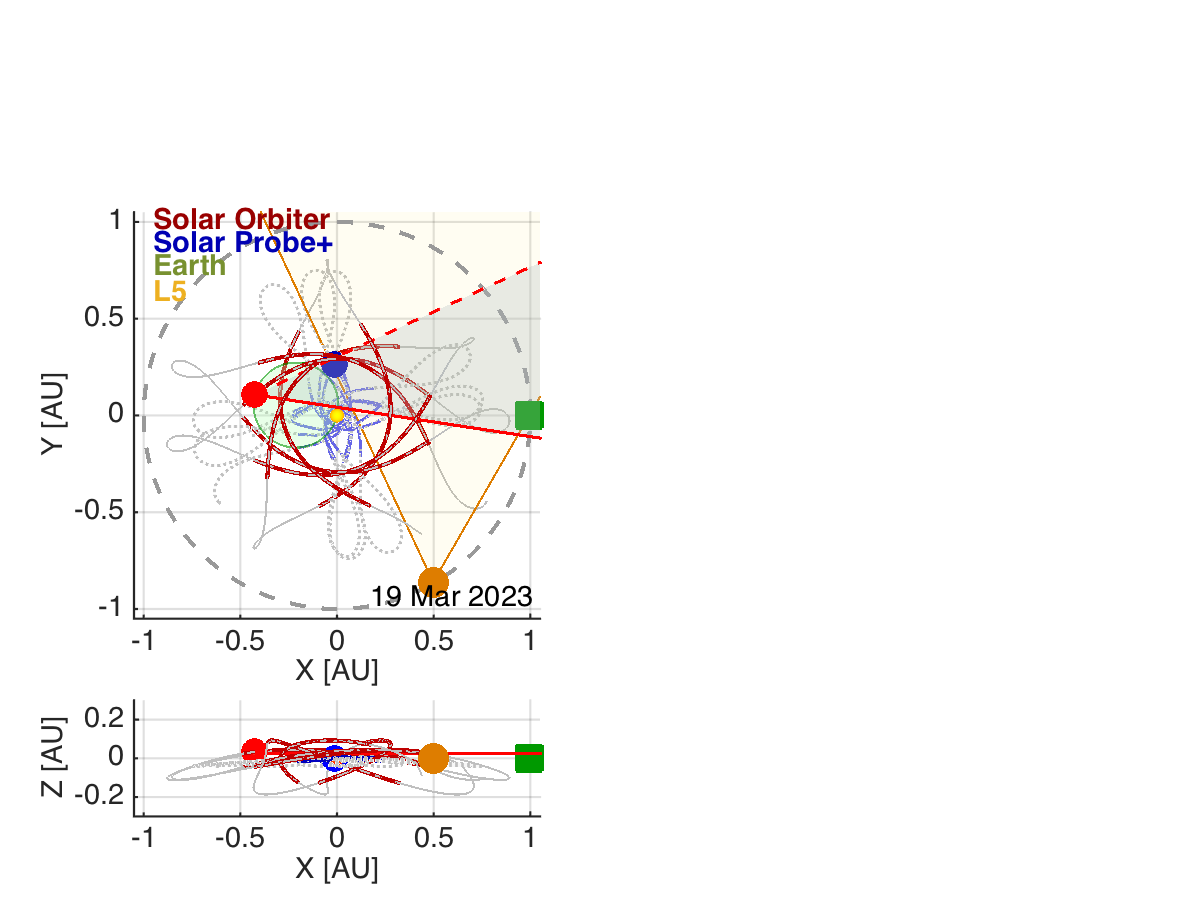 Solar Orbiter
Solar Probe+
Earth
L5
1
0.5
0
-0.5
-1
Y [AU]
19 Mar 2023
-1
-0.5
0
0.5
1
X [AU]
0.2
0
-0.2
Z [AU]
-1
-0.5
0
0.5
1
X [AU]